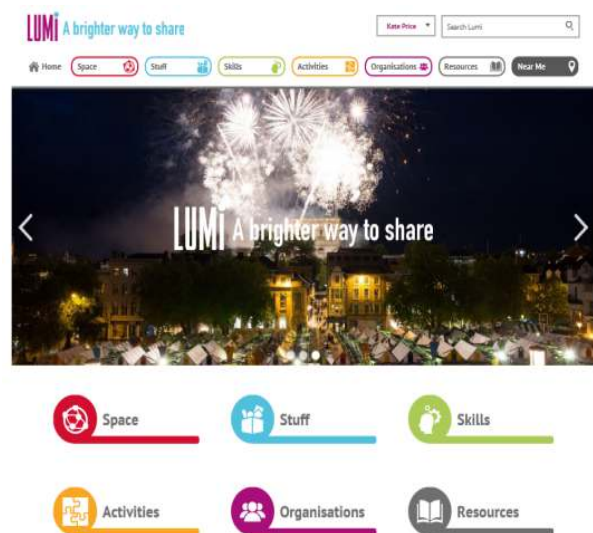 LUMi A brighter way to share
Kate Price
Search Lumi
Home Space Stuff Skills Activities Organisations Resources Near Me
LUMi A brighter way to share
Space Stuff Skills
Activities Organisations Resources